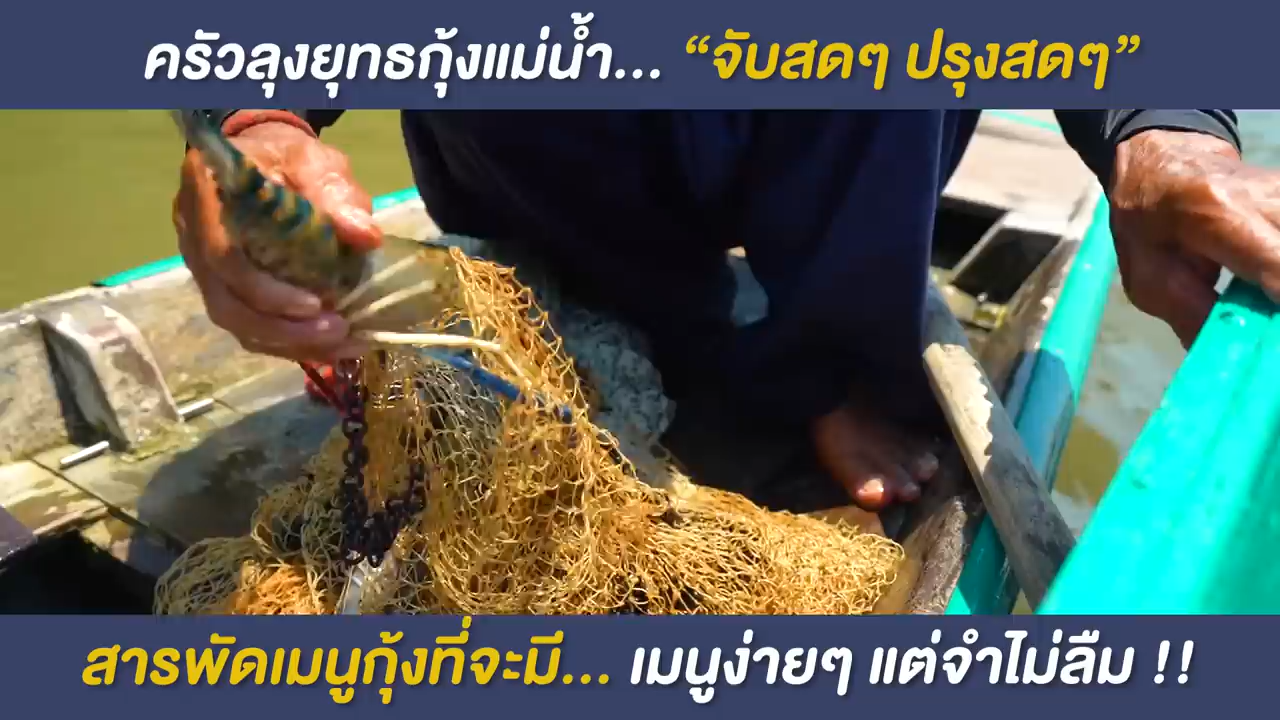 ครัวลุงยุทธกุ้งแม่น้ำ... “จับสดๆ ปรุงสดๆ”
สารพัดเมนูกุ้งที่จะมี... เมนูง่ายๆ แต่จำไม่ลืม !!